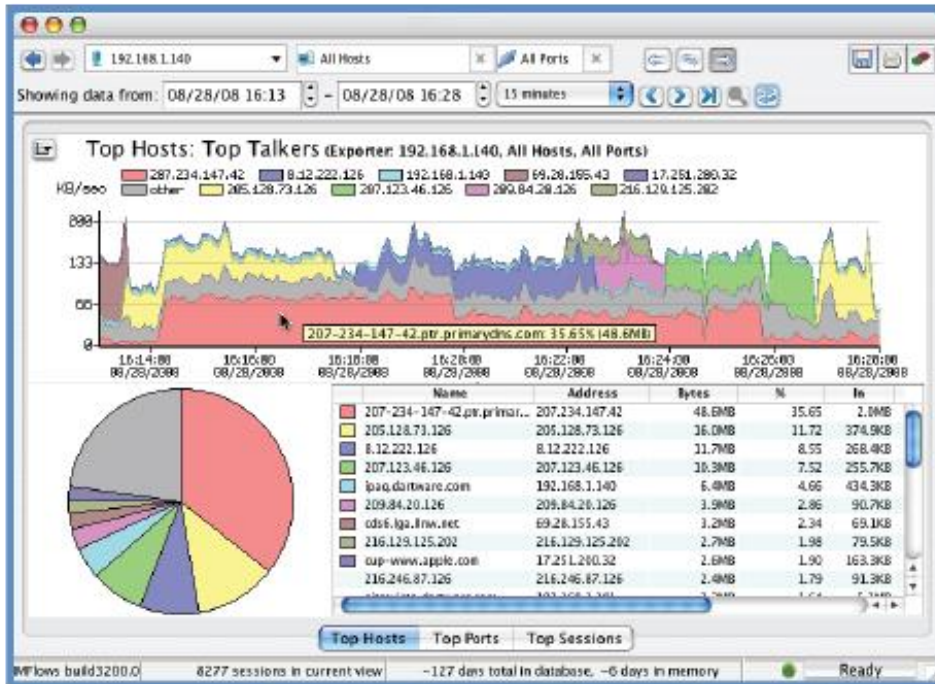 192.168.1.140 All Hosts All Ports
Showing data from: 08/28/08 16:13 – 08/28/08 16:28 15 minutes
Top Hosts: Top Talkers (Exporter: 192.168.1.140, All Hosts, All Ports)
207.234.147.42 8.12.222.126 192.168.1.140 69.28.155.43 17.251.200.32
KB/sec other 205.128.73.126 207.123.46.126 209.84.20.126 216.129.125.202
200
133
66
0
207-234-147-42.ptr.primarydns.com: 35.65% (48.6MB)
16:14:00 16:16:00 16:18:00 16:20:00 16:22:00 16:24:00 16:26:00 16:28:00
08/28/2008 08/28/2008 08/28/2008 08/28/2008 08/28/2008 08/28/2008 08/28/2008 08/28/2008
Name Address Bytes % In
207-234-147-42.ptr.primar... 207.234.147.42 48.6MB 35.65 2.0MB
205.128.73.126 205.128.73.126 16.0MB 11.72 374.9KB
8.12.222.126 8.12.222.126 11.7MB 8.55 268.4KB
207.123.46.126 207.123.46.126 10.3MB 7.52 255.7KB
ipaq.dartware.com 192.168.1.140 6.4MB 4.66 434.3KB
209.84.20.126 209.84.20.126 3.9MB 2.86 90.7KB
cds6.lga.llnw.net 69.28.155.43 3.2MB 2.34 69.1KB
216.129.125.202 216.129.125.202 2.7MB 1.98 79.5KB
cup-www.apple.com 17.251.200.32 2.6MB 1.90 163.3KB
216.246.87.126 216.246.87.126 2.4MB 1.79 91.3KB
Top Hosts Top Ports Top Sessions
IMFlows build3200.0 8277 sessions in current view ~127 days total in database, ~6 days in memory Ready